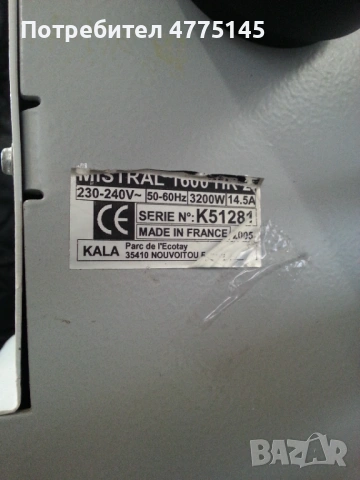 Потребител 4775145
MISTRAL 1600 HR
230-240V~ 50-60Hz 3200W 14.5A
CE SERIE N°: K51281
MADE IN FRANCE 2005
KALA Parc de l'Ecotay
35410 NOUVOITOU F
BAZAR